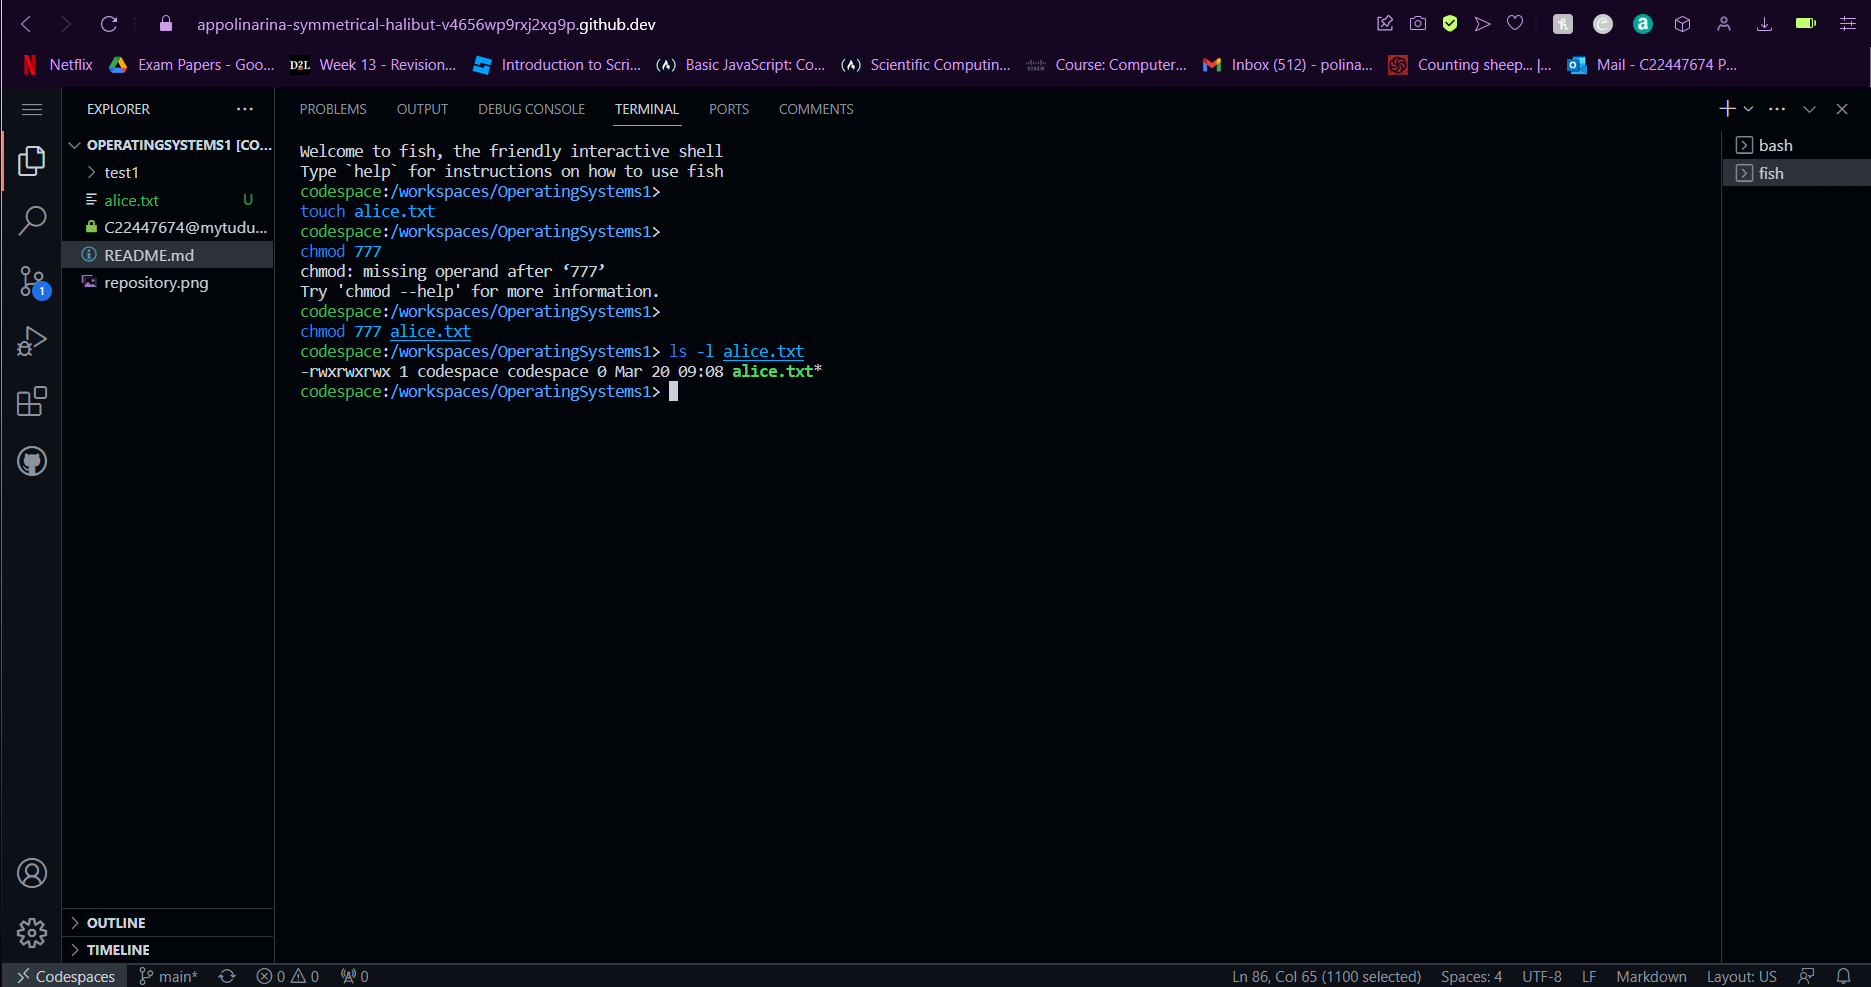 appolinarina-symmetrical-halibut-v4656wp9rxj2xg9p.github.dev
Netflix Exam Papers - Goo... D2L Week 13 - Revision... Introduction to Scri... (A) Basic JavaScript: Co... (A) Scientific Computin... Course: Computer... Inbox (512) - polina... Counting sheep... |... Mail - C22447674 P...
EXPLORER ...
PROBLEMS OUTPUT DEBUG CONSOLE TERMINAL PORTS COMMENTS
OPERATINGSYSTEMS1 [CO...
test1
alice.txt U
C22447674@mytudu...
README.md
repository.png
Welcome to fish, the friendly interactive shell
Type `help` for instructions on how to use fish
codespace:/workspaces/OperatingSystems1>
touch alice.txt
codespace:/workspaces/OperatingSystems1>
chmod 777
chmod: missing operand after ‘777’
Try 'chmod --help' for more information.
codespace:/workspaces/OperatingSystems1>
chmod 777 alice.txt
codespace:/workspaces/OperatingSystems1> ls -l alice.txt
-rwxrwxrwx 1 codespace codespace 0 Mar 20 09:08 alice.txt*
codespace:/workspaces/OperatingSystems1>
bash
fish
1
OUTLINE
TIMELINE
Codespaces main* 0 0 0 Ln 86, Col 65 (1100 selected) Spaces: 4 UTF-8 LF Markdown Layout: US